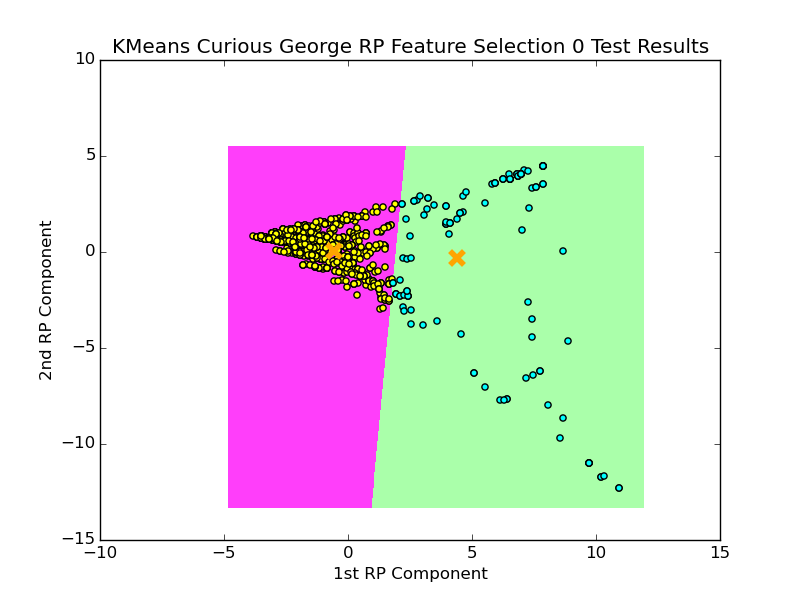 KMeans Curious George RP Feature Selection 0 Test Results
10
5
0
−5
−10
−15
2nd RP Component
−10 −5 0 5 10 15
1st RP Component